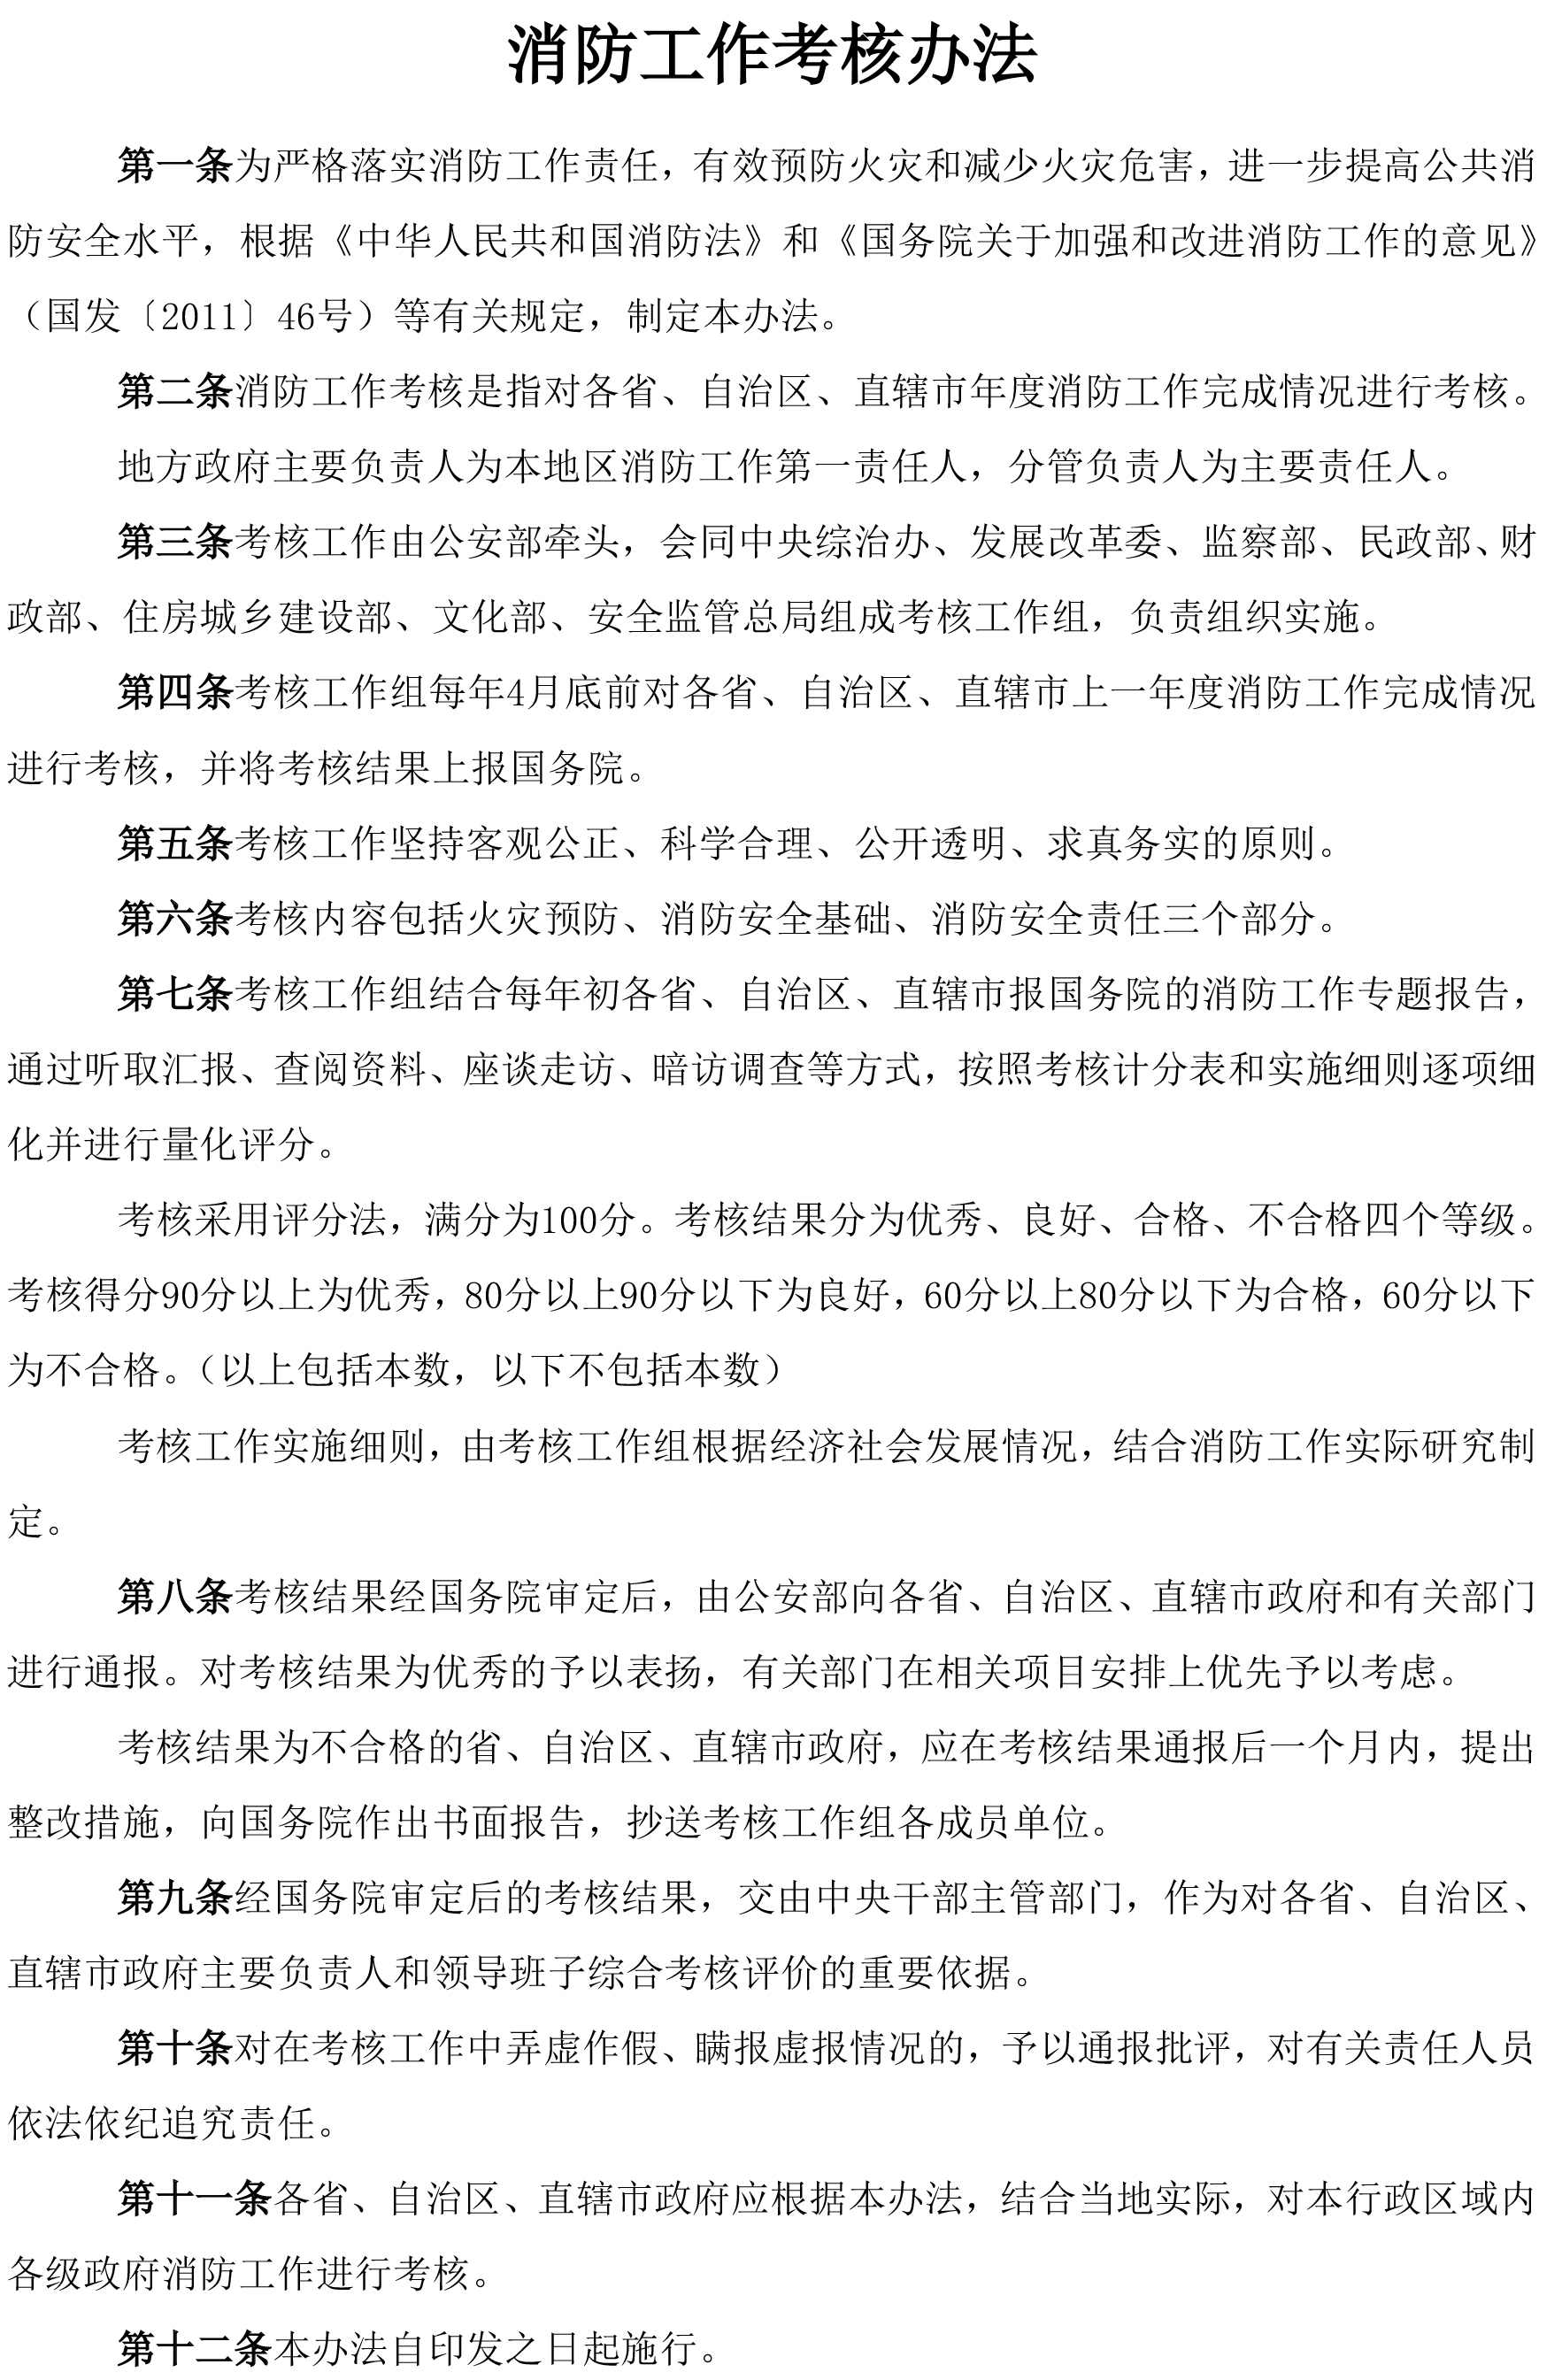 消防工作考核办法
第一条为严格落实消防工作责任，有效预防火灾和减少火灾危害，进一步提高公共消
防安全水平，根据《中华人民共和国消防法》和《国务院关于加强和改进消防工作的意见》
（国发〔2011〕46号）等有关规定，制定本办法。
第二条消防工作考核是指对各省、自治区、直辖市年度消防工作完成情况进行考核。
地方政府主要负责人为本地区消防工作第一责任人，分管负责人为主要责任人。
第三条考核工作由公安部牵头，会同中央综治办、发展改革委、监察部、民政部、财
政部、住房城乡建设部、文化部、安全监管总局组成考核工作组，负责组织实施。
第四条考核工作组每年4月底前对各省、自治区、直辖市上一年度消防工作完成情况
进行考核，并将考核结果上报国务院。
第五条考核工作坚持客观公正、科学合理、公开透明、求真务实的原则。
第六条考核内容包括火灾预防、消防安全基础、消防安全责任三个部分。
第七条考核工作组结合每年初各省、自治区、直辖市报国务院的消防工作专题报告，
通过听取汇报、查阅资料、座谈走访、暗访调查等方式，按照考核计分表和实施细则逐项细
化并进行量化评分。
考核采用评分法，满分为100分。考核结果分为优秀、良好、合格、不合格四个等级。
考核得分90分以上为优秀，80分以上90分以下为良好，60分以上80分以下为合格，60分以下
为不合格。（以上包括本数，以下不包括本数）
考核工作实施细则，由考核工作组根据经济社会发展情况，结合消防工作实际研究制
定。
第八条考核结果经国务院审定后，由公安部向各省、自治区、直辖市政府和有关部门
进行通报。对考核结果为优秀的予以表扬，有关部门在相关项目安排上优先予以考虑。
考核结果为不合格的省、自治区、直辖市政府，应在考核结果通报后一个月内，提出
整改措施，向国务院作出书面报告，抄送考核工作组各成员单位。
第九条经国务院审定后的考核结果，交由中央干部主管部门，作为对各省、自治区、
直辖市政府主要负责人和领导班子综合考核评价的重要依据。
第十条对在考核工作中弄虚作假、瞒报虚报情况的，予以通报批评，对有关责任人员
依法依纪追究责任。
第十一条各省、自治区、直辖市政府应根据本办法，结合当地实际，对本行政区域内
各级政府消防工作进行考核。
第十二条本办法自印发之日起施行。